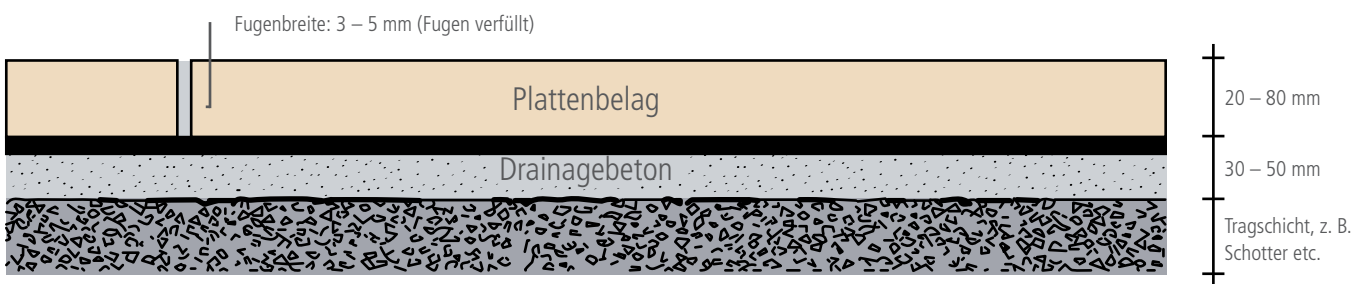 Fugenbreite: 3 – 5 mm (Fugen verfüllt)
Plattenbelag
20 – 80 mm
Drainagebeton
30 – 50 mm
Tragschicht, z. B.
Schotter etc.